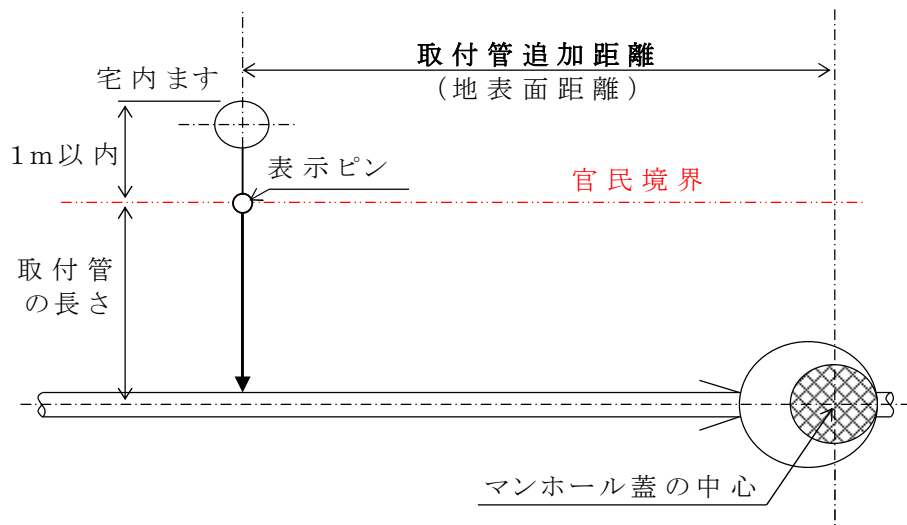 取付管追加距離
（地表面距離）
宅内ます
1m以内
表示ピン
官民境界
取付管
の長さ
マンホール蓋の中心